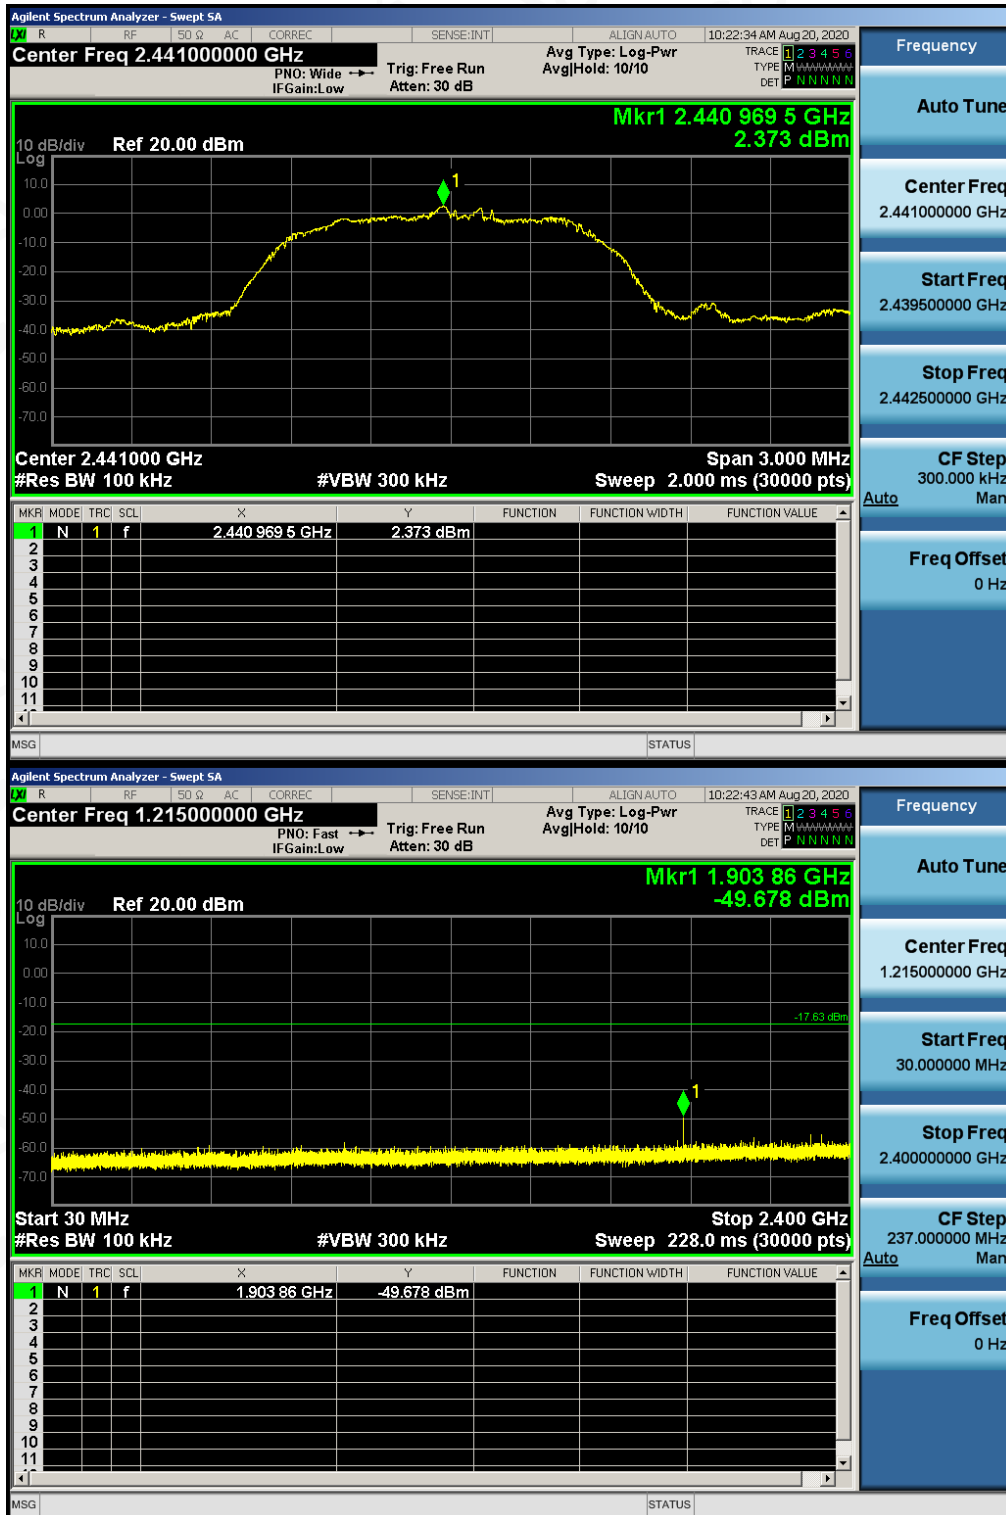 Agilent Spectrum Analyzer - Swept SA
LXI R RF 50 Ω AC CORREC SENSE:INT ALIGN AUTO 10:22:34 AM Aug 20, 2020
Center Freq 2.441000000 GHz
PNO: Wide Trig: Free Run Avg Type: Log-Pwr TRACE 1 2 3 4 5 6
IFGain:Low Atten: 30 dB Avg|Hold: 10/10 TYPE M
DET P N N N N N
Mkr1 2.440 969 5 GHz
2.373 dBm
10 dB/div Ref 20.00 dBm
Log
10.0
0.00
-10.0
-20.0
-30.0
-40.0
-50.0
-60.0
-70.0
1
Center 2.441000 GHz Span 3.000 MHz
#Res BW 100 kHz #VBW 300 kHz Sweep 2.000 ms (30000 pts)
MKR MODE TRC SCL X Y FUNCTION FUNCTION WIDTH FUNCTION VALUE
1 N 1 f 2.440 969 5 GHz 2.373 dBm
2
3
4
5
6
7
8
9
10
11
MSG STATUS
Frequency
Auto Tune
Center Freq
2.441000000 GHz
Start Freq
2.439500000 GHz
Stop Freq
2.442500000 GHz
CF Step
300.000 kHz
Auto Man
Freq Offset
0 Hz
Agilent Spectrum Analyzer - Swept SA
LXI R RF 50 Ω AC CORREC SENSE:INT ALIGN AUTO 10:22:43 AM Aug 20, 2020
Center Freq 1.215000000 GHz
PNO: Fast Trig: Free Run Avg Type: Log-Pwr TRACE 1 2 3 4 5 6
IFGain:Low Atten: 30 dB Avg|Hold: 10/10 TYPE M
DET P N N N N N
Mkr1 1.903 86 GHz
-49.678 dBm
10 dB/div Ref 20.00 dBm
Log
10.0
0.00
-10.0
-20.0
-30.0
-40.0
-50.0
-60.0
-70.0
-17.63 dBm
1
Start 30 MHz Stop 2.400 GHz
#Res BW 100 kHz #VBW 300 kHz Sweep 228.0 ms (30000 pts)
MKR MODE TRC SCL X Y FUNCTION FUNCTION WIDTH FUNCTION VALUE
1 N 1 f 1.903 86 GHz -49.678 dBm
2
3
4
5
6
7
8
9
10
11
MSG STATUS
Frequency
Auto Tune
Center Freq
1.215000000 GHz
Start Freq
30.000000 MHz
Stop Freq
2.400000000 GHz
CF Step
237.000000 MHz
Auto Man
Freq Offset
0 Hz